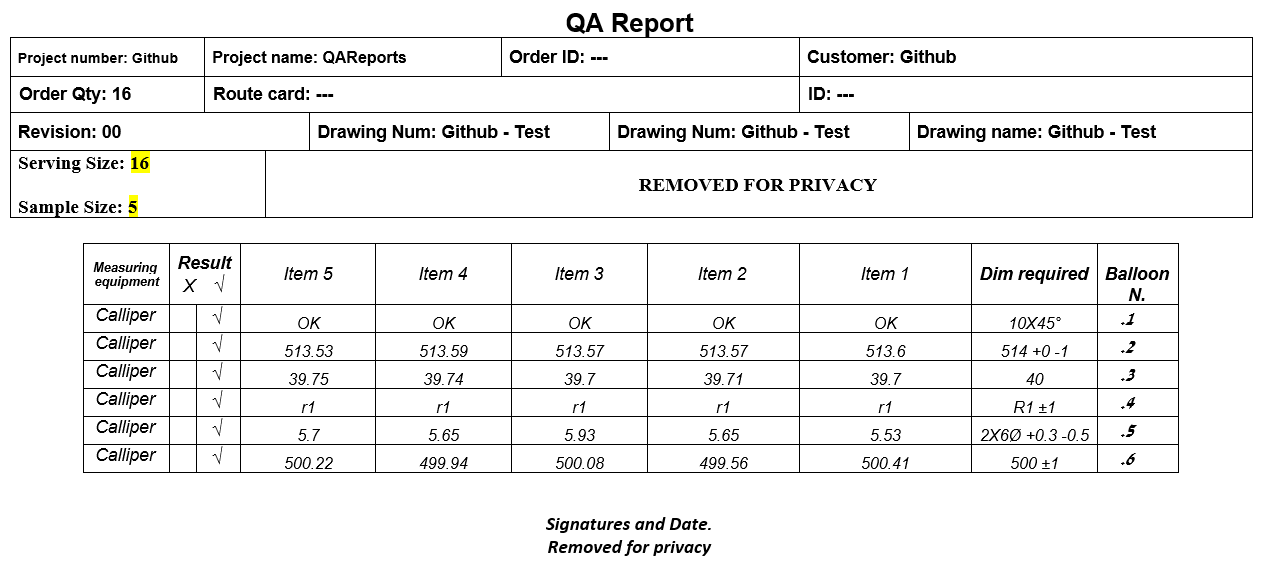 QA Report
Project number: Github Project name: QAReports Order ID: --- Customer: Github
Order Qty: 16 Route card: --- ID: ---
Revision: 00 Drawing Num: Github - Test Drawing Num: Github - Test Drawing name: Github - Test
Serving Size: 16
REMOVED FOR PRIVACY
Sample Size: 5
Measuring equipment Result X √ Item 5 Item 4 Item 3 Item 2 Item 1 Dim required Balloon N.
Calliper √ OK OK OK OK OK 10X45° .1
Calliper √ 513.53 513.59 513.57 513.57 513.6 514 +0 -1 .2
Calliper √ 39.75 39.74 39.7 39.71 39.7 40 .3
Calliper √ r1 r1 r1 r1 r1 R1 ±1 .4
Calliper √ 5.7 5.65 5.93 5.65 5.53 2X6Ø +0.3 -0.5 .5
Calliper √ 500.22 499.94 500.08 499.56 500.41 500 ±1 .6
Signatures and Date.
Removed for privacy